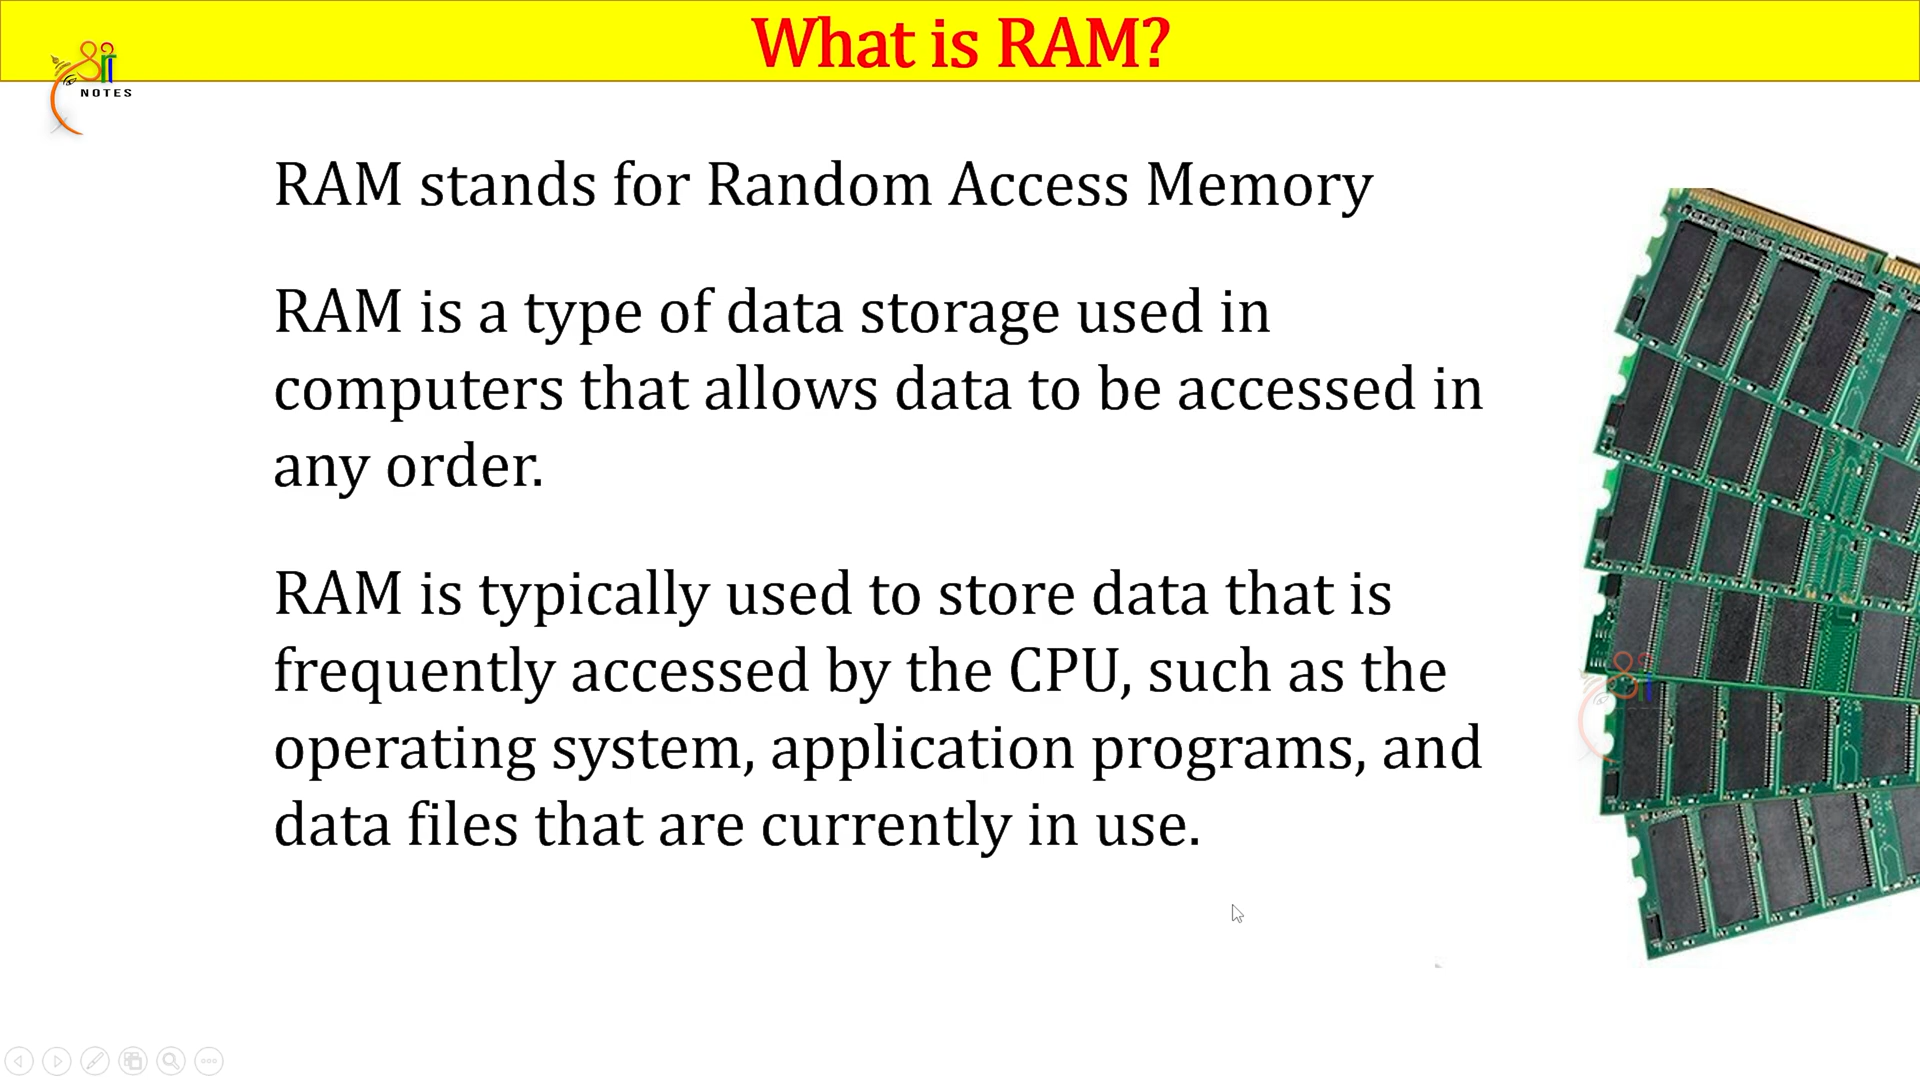 What is RAM?
Sri
NOTES
RAM stands for Random Access Memory
RAM is a type of data storage used in
computers that allows data to be accessed in
any order.
RAM is typically used to store data that is
frequently accessed by the CPU, such as the
operating system, application programs, and
data files that are currently in use.
Sri